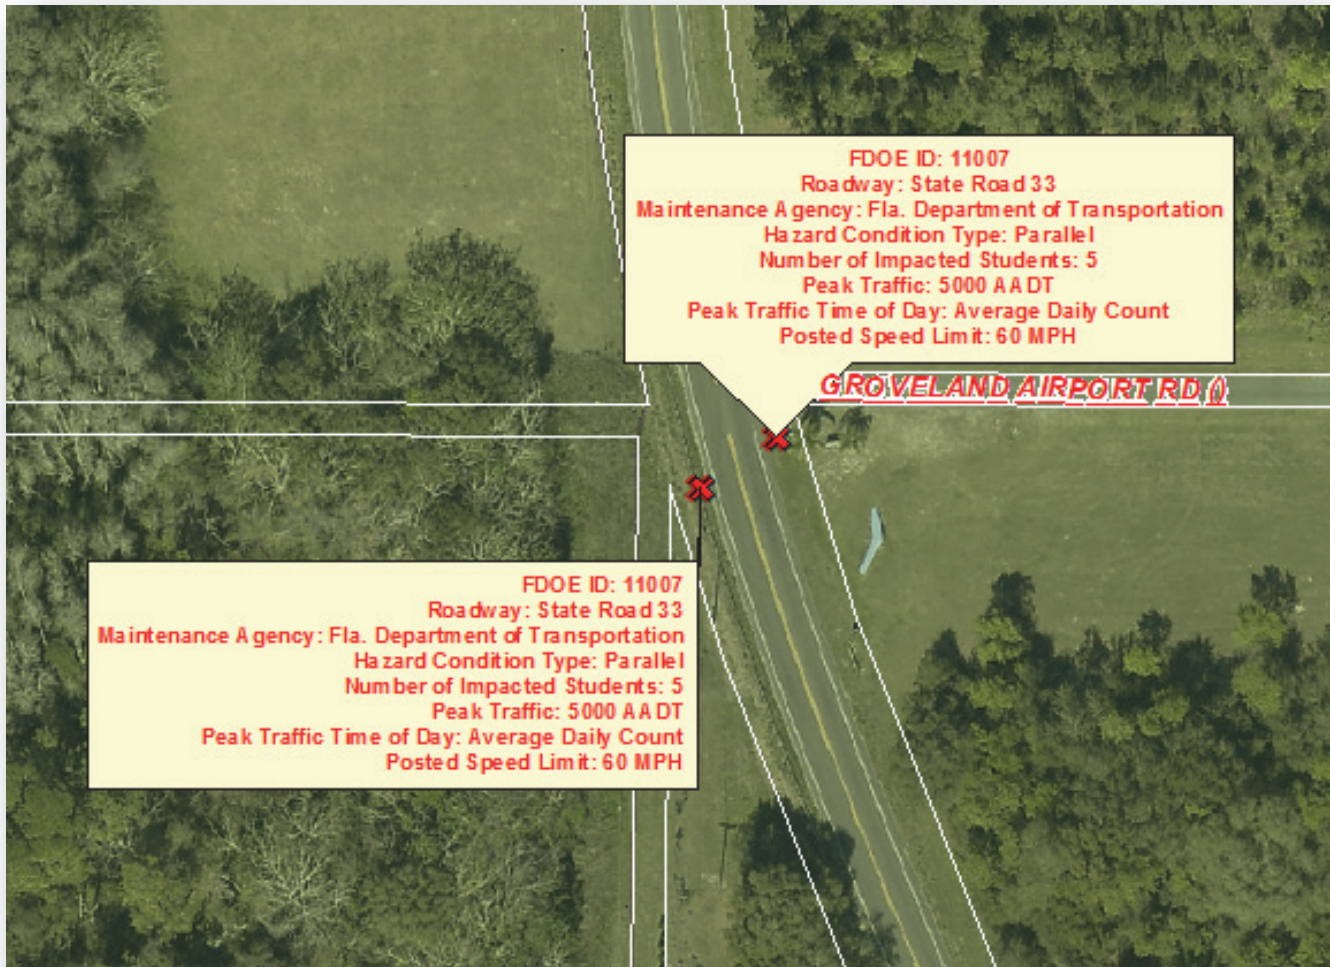 FDOE ID: 11007
Roadway: State Road 33
Maintenance Agency: Fla. Department of Transportation
Hazard Condition Type: Parallel
Number of Impacted Students: 5
Peak Traffic: 5000 AADT
Peak Traffic Time of Day: Average Daily Count
Posted Speed Limit: 60 MPH
GROVELAND AIRPORT RD ()
FDOE ID: 11007
Roadway: State Road 33
Maintenance Agency: Fla. Department of Transportation
Hazard Condition Type: Parallel
Number of Impacted Students: 5
Peak Traffic: 5000 AADT
Peak Traffic Time of Day: Average Daily Count
Posted Speed Limit: 60 MPH